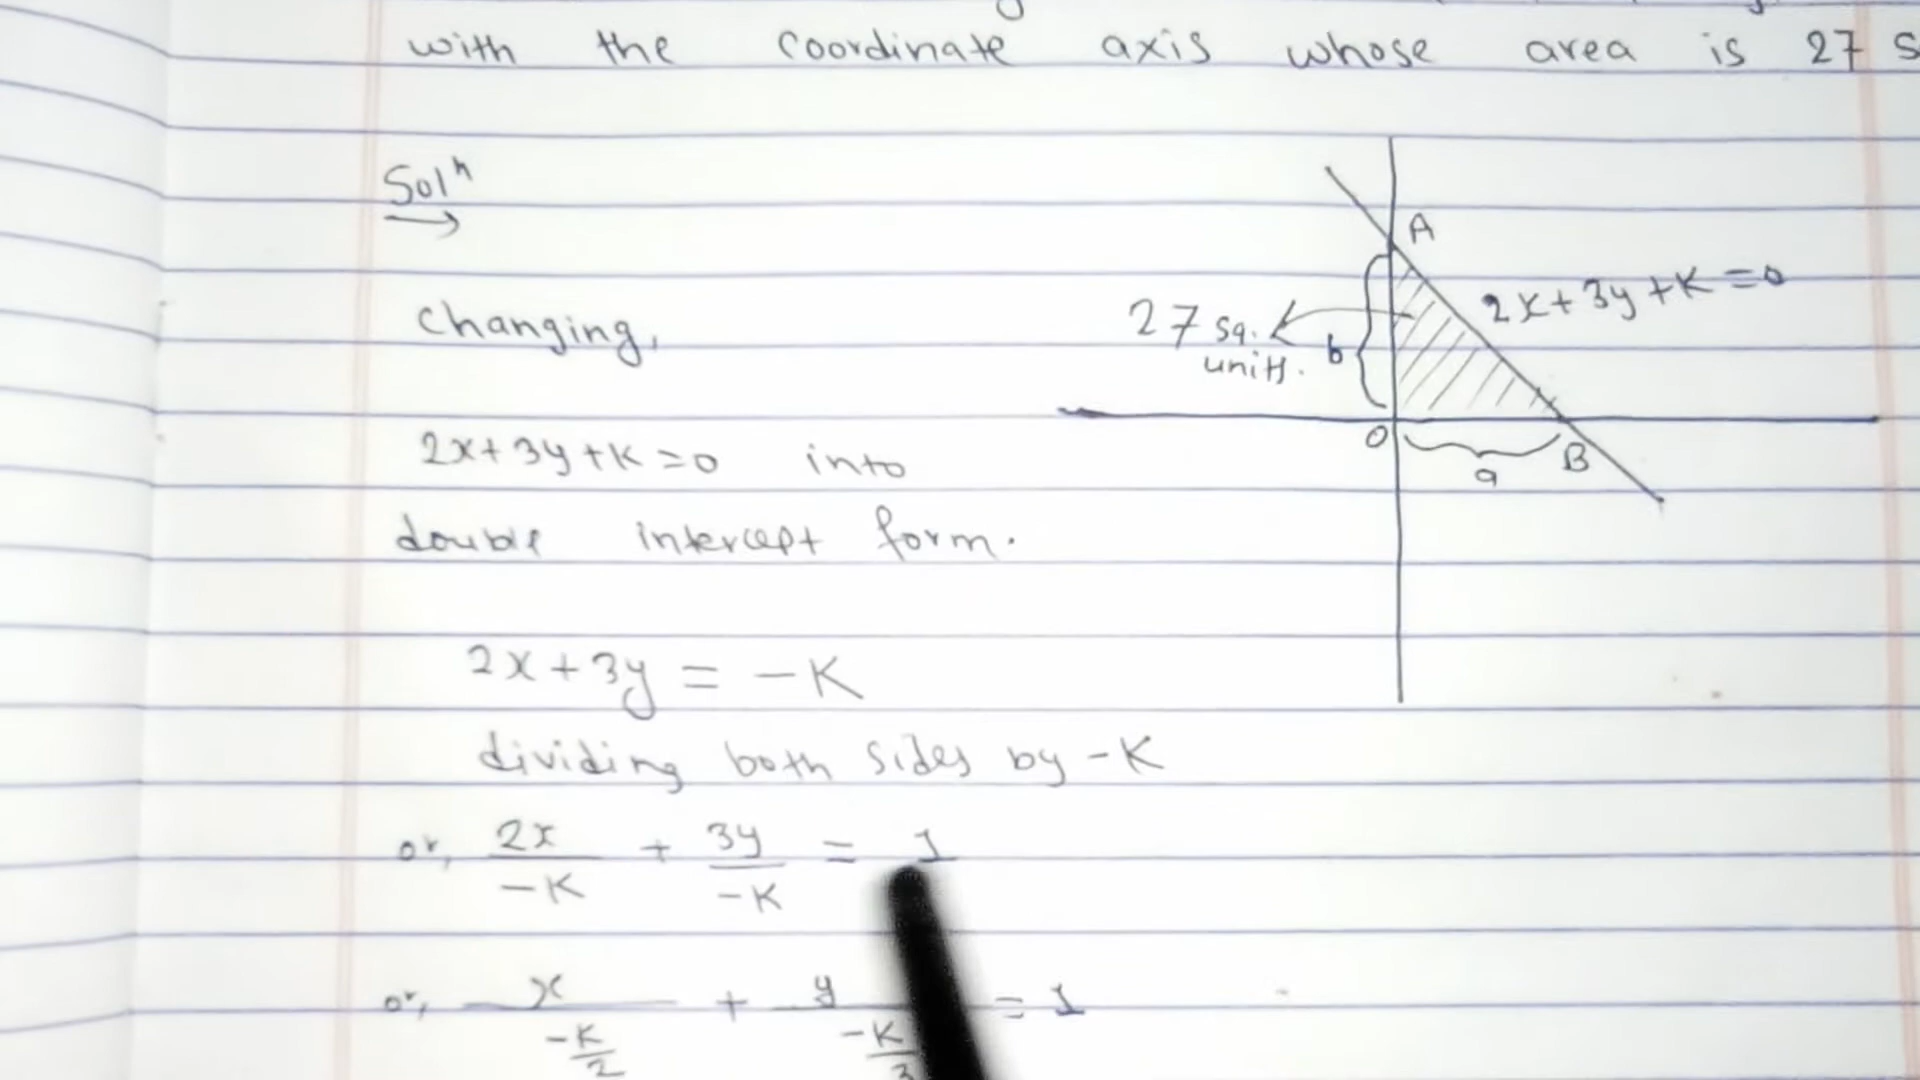 with the coordinate axis whose area is 27 s
Solⁿ
A
2x+3y+K=0
27 sq. units.
b
changing,
O
a
B
2x+3y+K=0 into
double intercept form.
2x+3y = -K
dividing both sides by -K
or, 2x/-K + 3y/-K = 1
or, x/(-K/2) + y/(-K/3) = 1